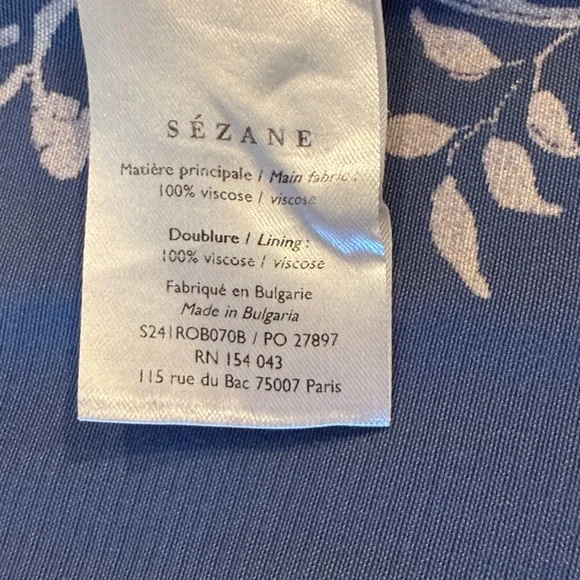 SÉZANE
Matière principale / Main fabric :
100% viscose / viscose
Doublure / Lining :
100% viscose / viscose
Fabriqué en Bulgarie
Made in Bulgaria
S241ROB070B / PO 27897
RN 154 043
115 rue du Bac 75007 Paris